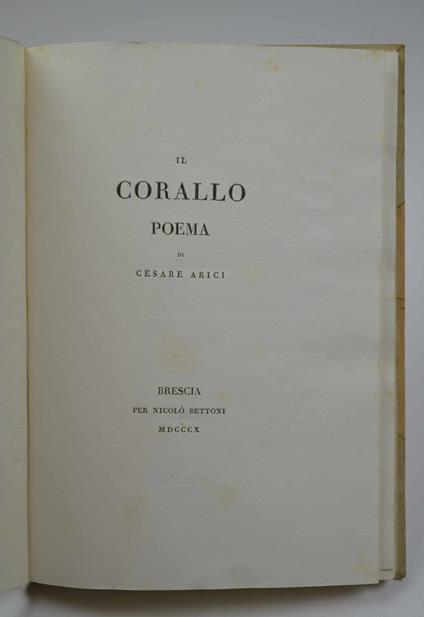 IL
CORALLO
POEMA
DI
CESARE ARICI
BRESCIA
PER NICOLÒ BETTONI
MDCCCX